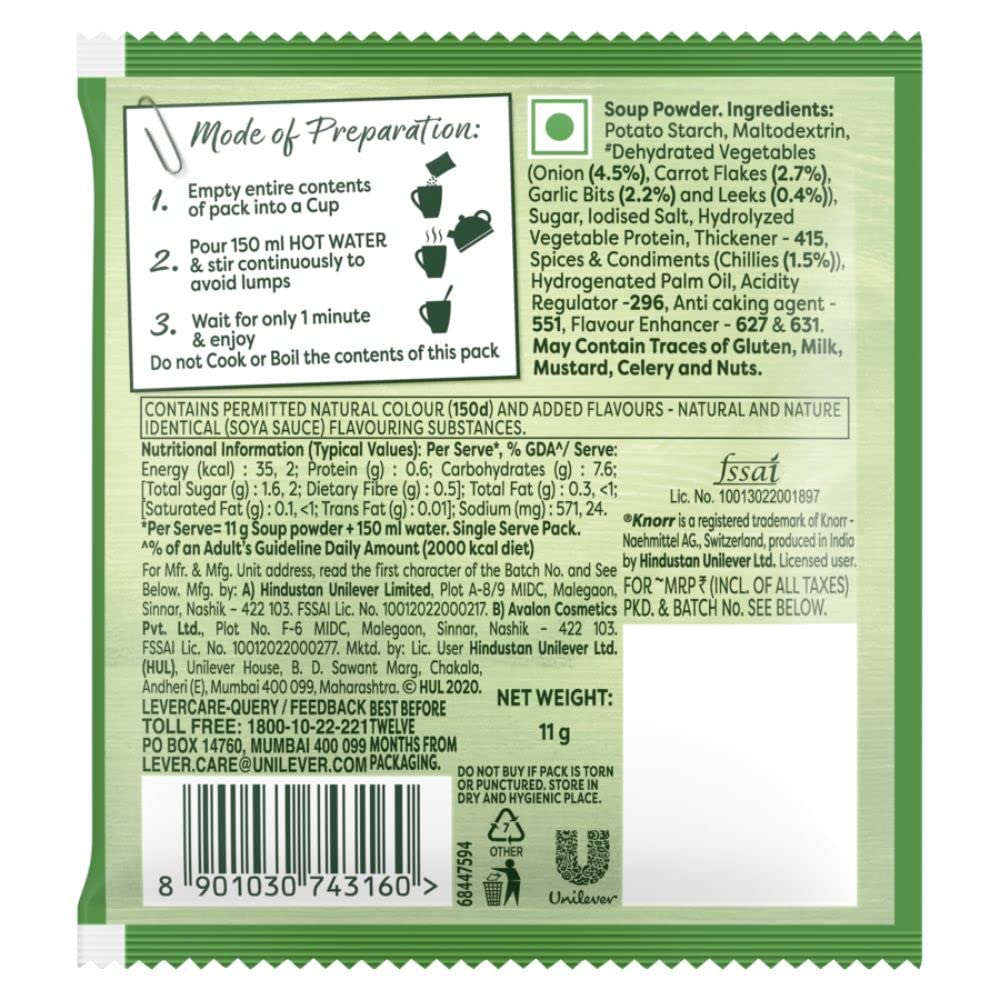 Mode of Preparation:
1. Empty entire contents
of pack into a Cup
2. Pour 150 ml HOT WATER
& stir continuously to
avoid lumps
3. Wait for only 1 minute
& enjoy
Do not Cook or Boil the contents of this pack
Soup Powder. Ingredients:
Potato Starch, Maltodextrin,
#Dehydrated Vegetables
(Onion (4.5%), Carrot Flakes (2.7%),
Garlic Bits (2.2%) and Leeks (0.4%)),
Sugar, Iodised Salt, Hydrolyzed
Vegetable Protein, Thickener - 415,
Spices & Condiments (Chillies (1.5%)),
Hydrogenated Palm Oil, Acidity
Regulator -296, Anti caking agent -
551, Flavour Enhancer - 627 & 631.
May Contain Traces of Gluten, Milk,
Mustard, Celery and Nuts.
CONTAINS PERMITTED NATURAL COLOUR (150d) AND ADDED FLAVOURS - NATURAL AND NATURE
IDENTICAL (SOYA SAUCE) FLAVOURING SUBSTANCES.
Nutritional Information (Typical Values): Per Serve*, % GDA^/ Serve:
Energy (kcal) : 35, 2; Protein (g) : 0.6; Carbohydrates (g) : 7.6;
[Total Sugar (g) : 1.6, 2; Dietary Fibre (g) : 0.5]; Total Fat (g) : 0.3, <1;
[Saturated Fat (g) : 0.1, <1; Trans Fat (g) : 0.01]; Sodium (mg) : 571, 24.
*Per Serve= 11 g Soup powder + 150 ml water. Single Serve Pack.
^% of an Adult's Guideline Daily Amount (2000 kcal diet)
For Mfr. & Mfg. Unit address, read the first character of the Batch No. and See
Below. Mfg. by: A) Hindustan Unilever Limited, Plot A-8/9 MIDC, Malegaon,
Sinnar, Nashik - 422 103. FSSAI Lic. No. 10012022000217. B) Avalon Cosmetics
Pvt. Ltd., Plot No. F-6 MIDC, Malegaon, Sinnar, Nashik - 422 103.
FSSAI Lic. No. 10012022000277. Mktd. by: Lic. User Hindustan Unilever Ltd.
(HUL), Unilever House, B. D. Sawant Marg, Chakala,
Andheri (E), Mumbai 400 099, Maharashtra. © HUL 2020.
LEVERCARE-QUERY / FEEDBACK
TOLL FREE: 1800-10-22-221
PO BOX 14760, MUMBAI 400 099
LEVER.CARE@UNILEVER.COM
BEST BEFORE
TWELVE
MONTHS FROM
PACKAGING.
fssai
Lic. No. 10013022001897
®Knorr is a registered trademark of Knorr -
Naehmittel AG., Switzerland, produced in India
by Hindustan Unilever Ltd. Licensed user.
FOR ~MRP ₹ (INCL. OF ALL TAXES)
PKD. & BATCH No. SEE BELOW.
NET WEIGHT:
11 g
DO NOT BUY IF PACK IS TORN
OR PUNCTURED. STORE IN
DRY AND HYGIENIC PLACE.
7
OTHER
68447594
Unilever
8 901030 743160 >